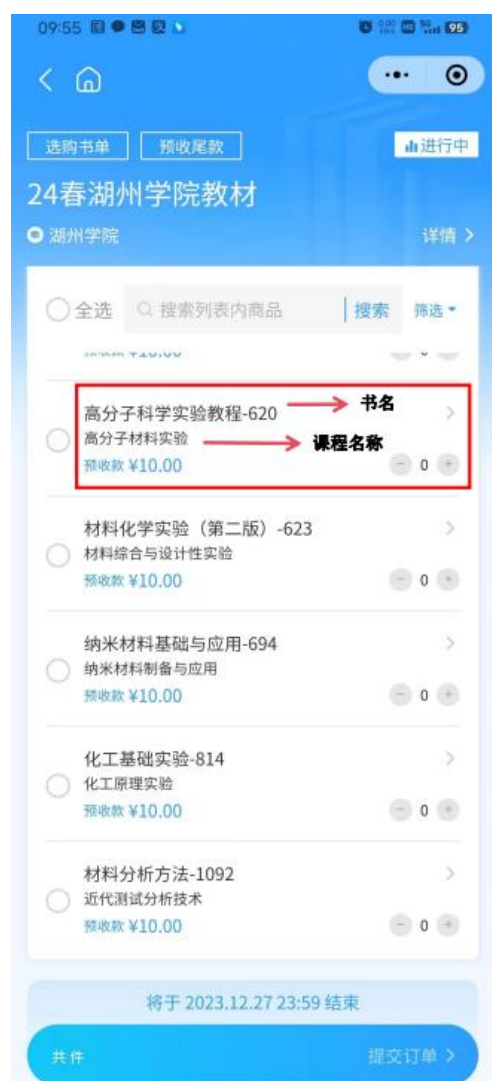 09:55 95
选购书单 预收尾款 进行中
24春湖州学院教材
湖州学院 详情
全选 搜索列表内商品 搜索 筛选
高分子科学实验教程-620 书名
高分子材料实验 课程名称
预收款 ¥10.00 - 0 +
材料化学实验（第二版）-623
材料综合与设计性实验
预收款 ¥10.00 - 0 +
纳米材料基础与应用-694
纳米材料制备与应用
预收款 ¥10.00 - 0 +
化工基础实验-814
化工原理实验
预收款 ¥10.00 - 0 +
材料分析方法-1092
近代测试分析技术
预收款 ¥10.00 - 0 +
将于 2023.12.27 23:59 结束
共件 提交订单